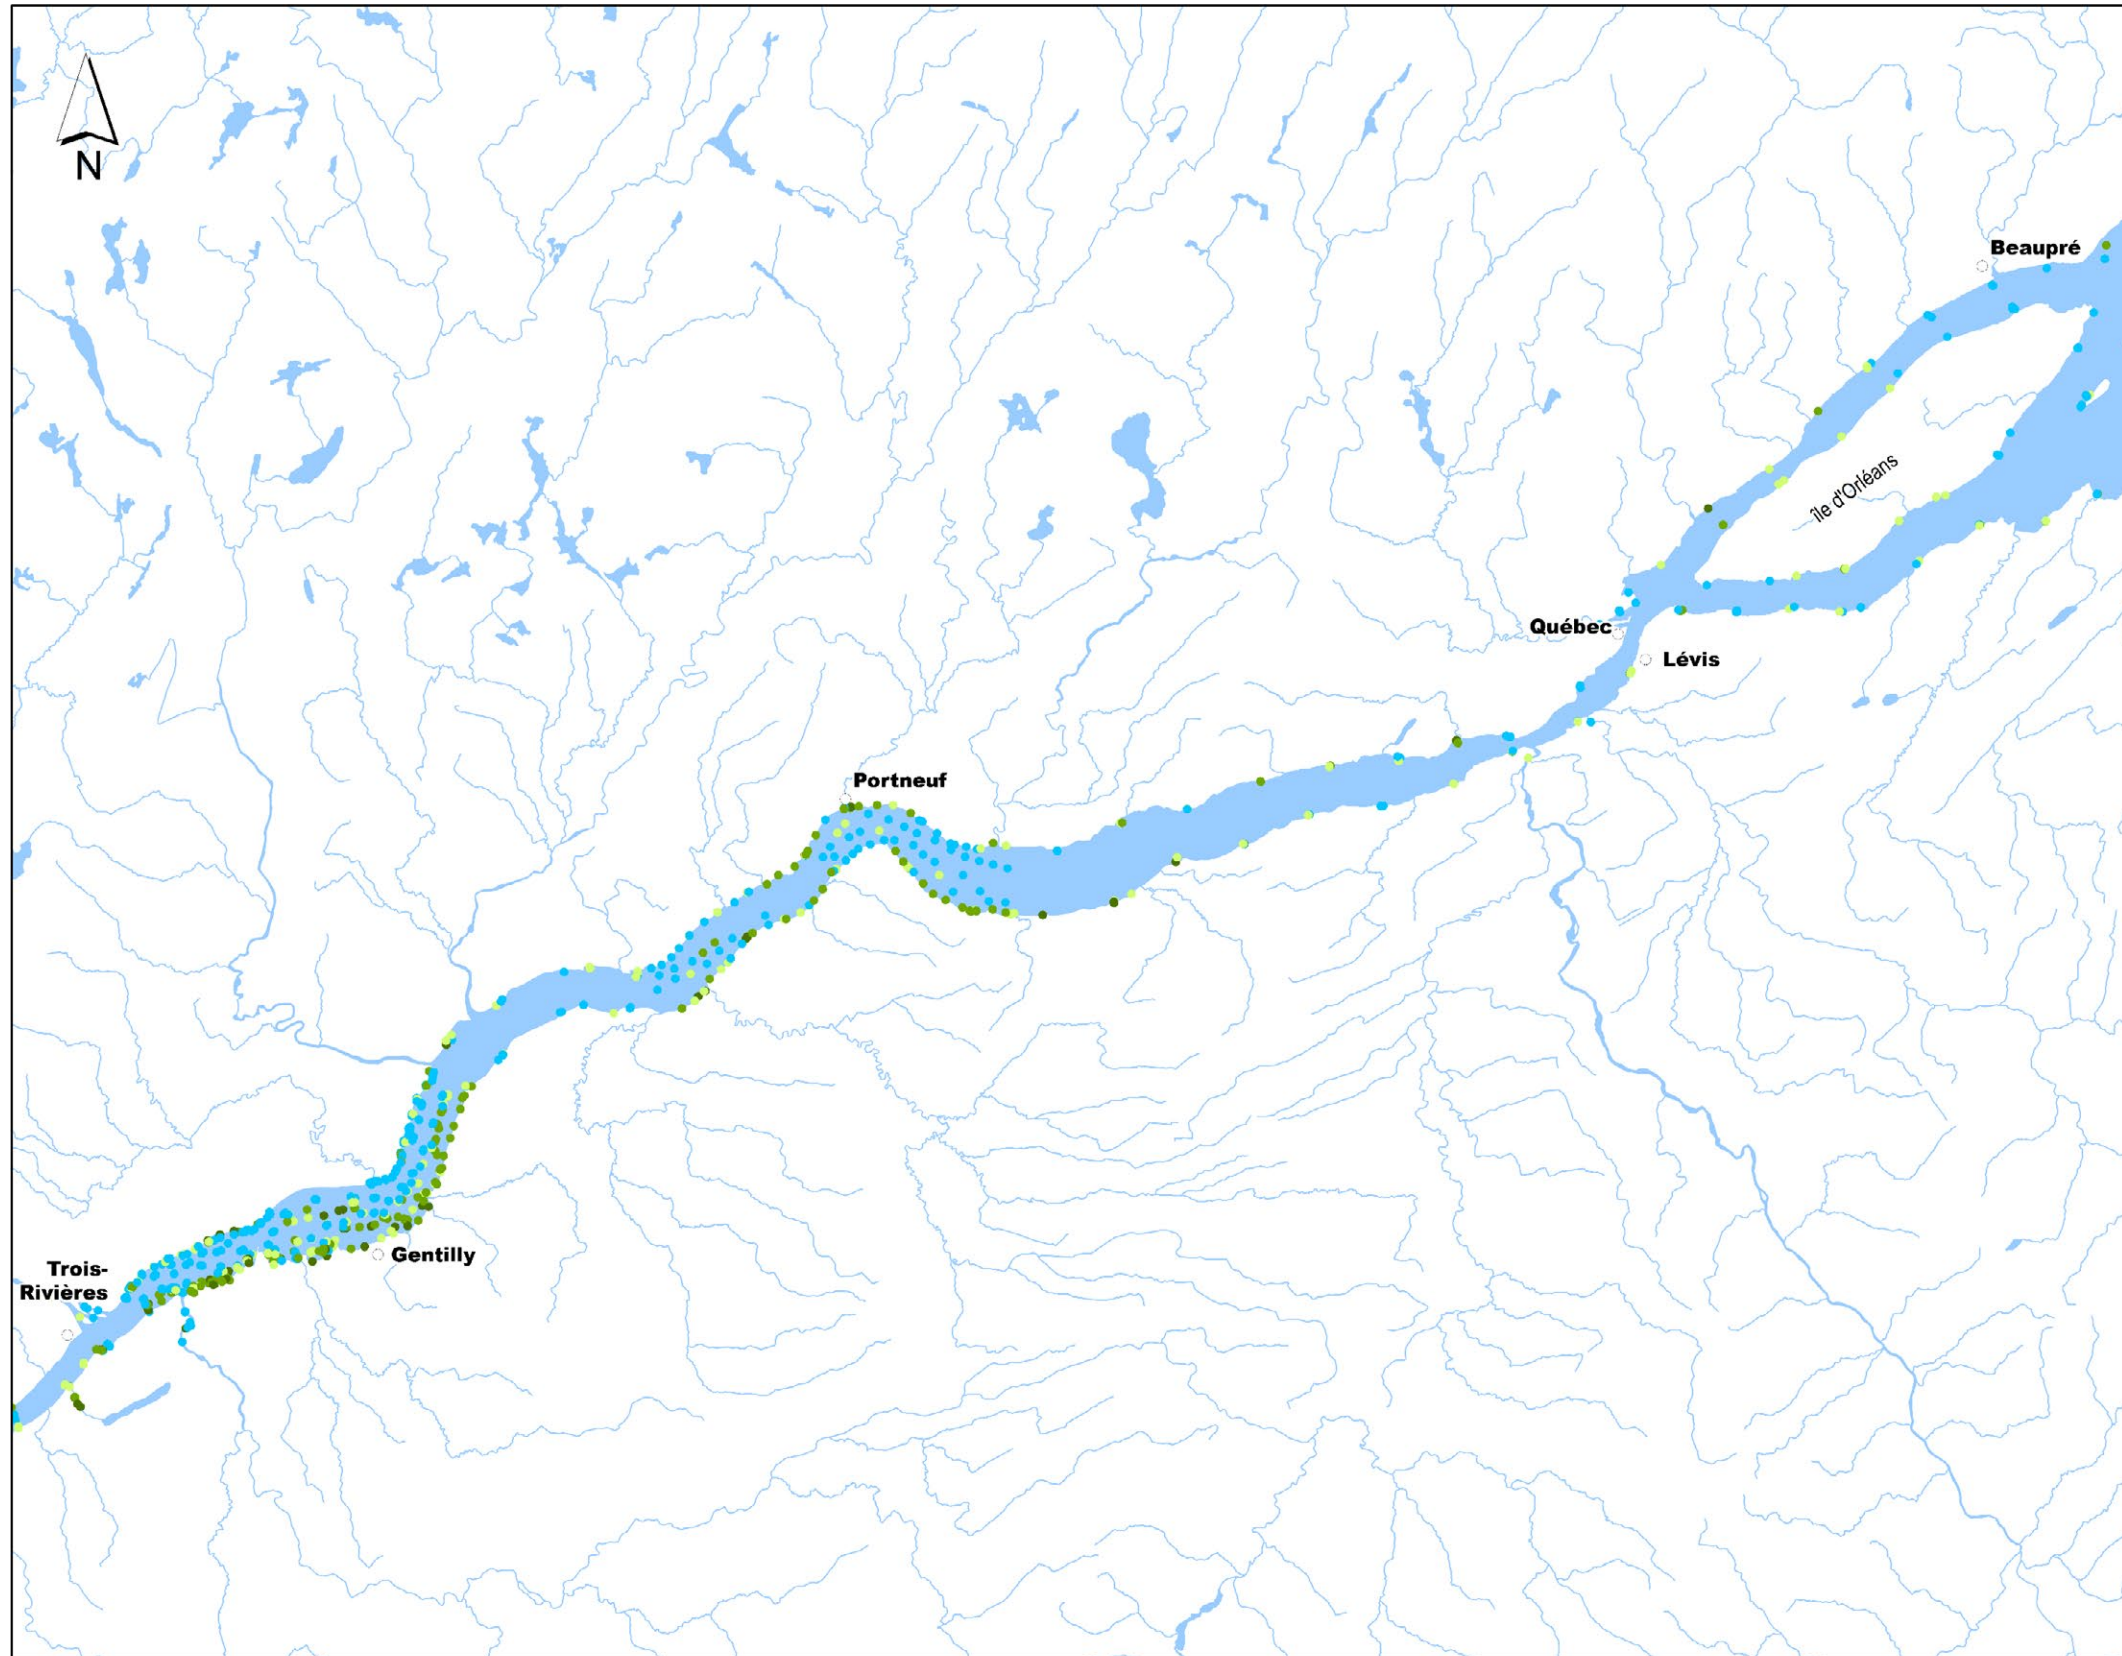 N
Beaupré
île d'Orléans
Québec
Lévis
Portneuf
Gentilly
Trois-
Rivières